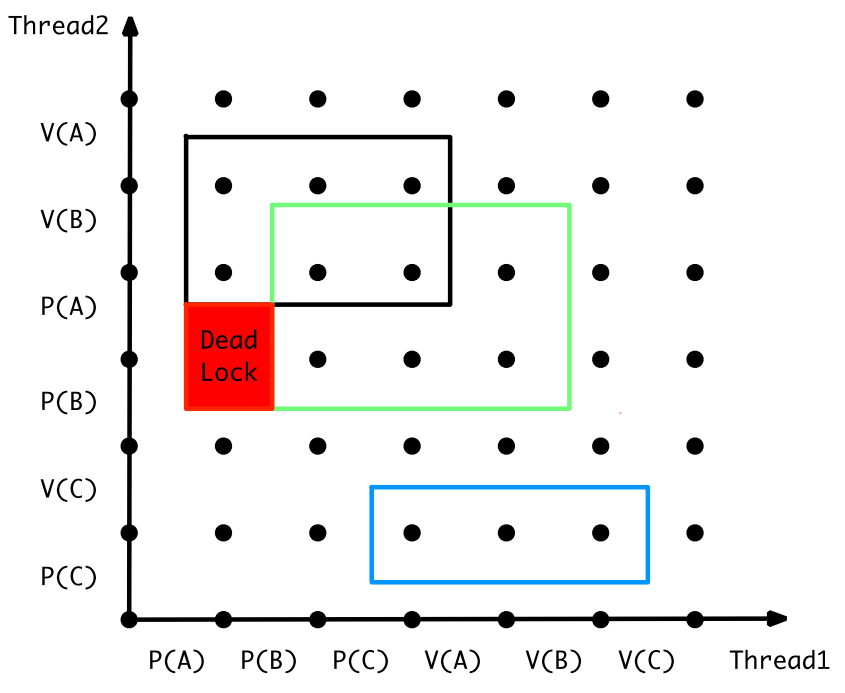 Thread2
V(A)
V(B)
P(A)
Dead
Lock
P(B)
V(C)
P(C)
P(A) P(B) P(C) V(A) V(B) V(C) Thread1